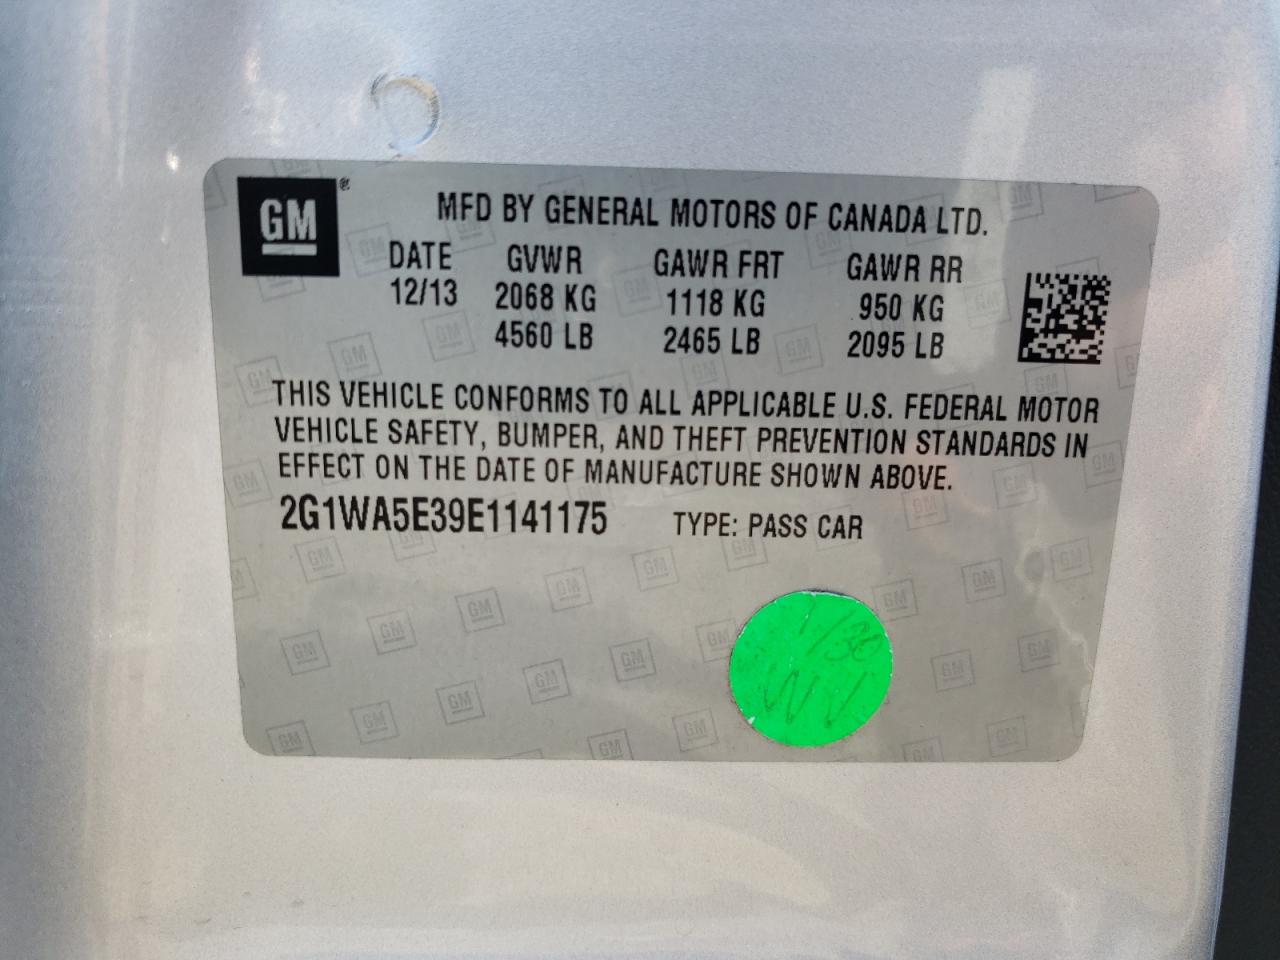 GM ®
MFD BY GENERAL MOTORS OF CANADA LTD.
DATE GVWR GAWR FRT GAWR RR
12/13 2068 KG 1118 KG 950 KG
4560 LB 2465 LB 2095 LB
THIS VEHICLE CONFORMS TO ALL APPLICABLE U.S. FEDERAL MOTOR
VEHICLE SAFETY, BUMPER, AND THEFT PREVENTION STANDARDS IN
EFFECT ON THE DATE OF MANUFACTURE SHOWN ABOVE.
2G1WA5E39E1141175 TYPE: PASS CAR
1/30